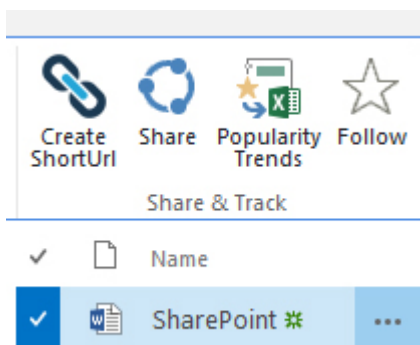 Create Share Popularity Follow
ShortUrl Trends
Share & Track
Name
SharePoint